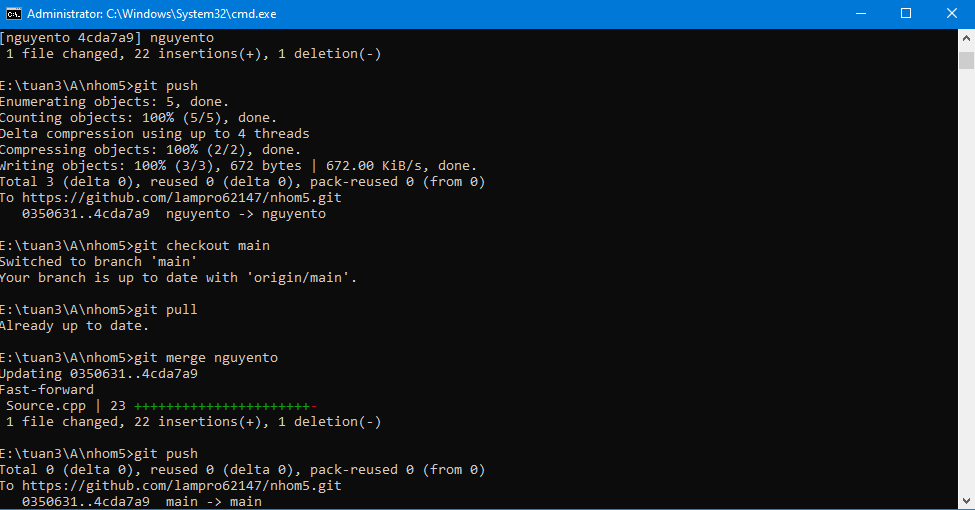 Administrator: C:\Windows\System32\cmd.exe
[nguyento 4cda7a9] nguyento
 1 file changed, 22 insertions(+), 1 deletion(-)
E:\tuan3\A\nhom5>git push
Enumerating objects: 5, done.
Counting objects: 100% (5/5), done.
Delta compression using up to 4 threads
Compressing objects: 100% (2/2), done.
Writing objects: 100% (3/3), 672 bytes | 672.00 KiB/s, done.
Total 3 (delta 0), reused 0 (delta 0), pack-reused 0 (from 0)
To https://github.com/lampro62147/nhom5.git
   0350631..4cda7a9  nguyento -> nguyento
E:\tuan3\A\nhom5>git checkout main
Switched to branch 'main'
Your branch is up to date with 'origin/main'.
E:\tuan3\A\nhom5>git pull
Already up to date.
E:\tuan3\A\nhom5>git merge nguyento
Updating 0350631..4cda7a9
Fast-forward
 Source.cpp | 23 ++++++++++++++++++++++-
 1 file changed, 22 insertions(+), 1 deletion(-)
E:\tuan3\A\nhom5>git push
Total 0 (delta 0), reused 0 (delta 0), pack-reused 0 (from 0)
To https://github.com/lampro62147/nhom5.git
   0350631..4cda7a9  main -> main